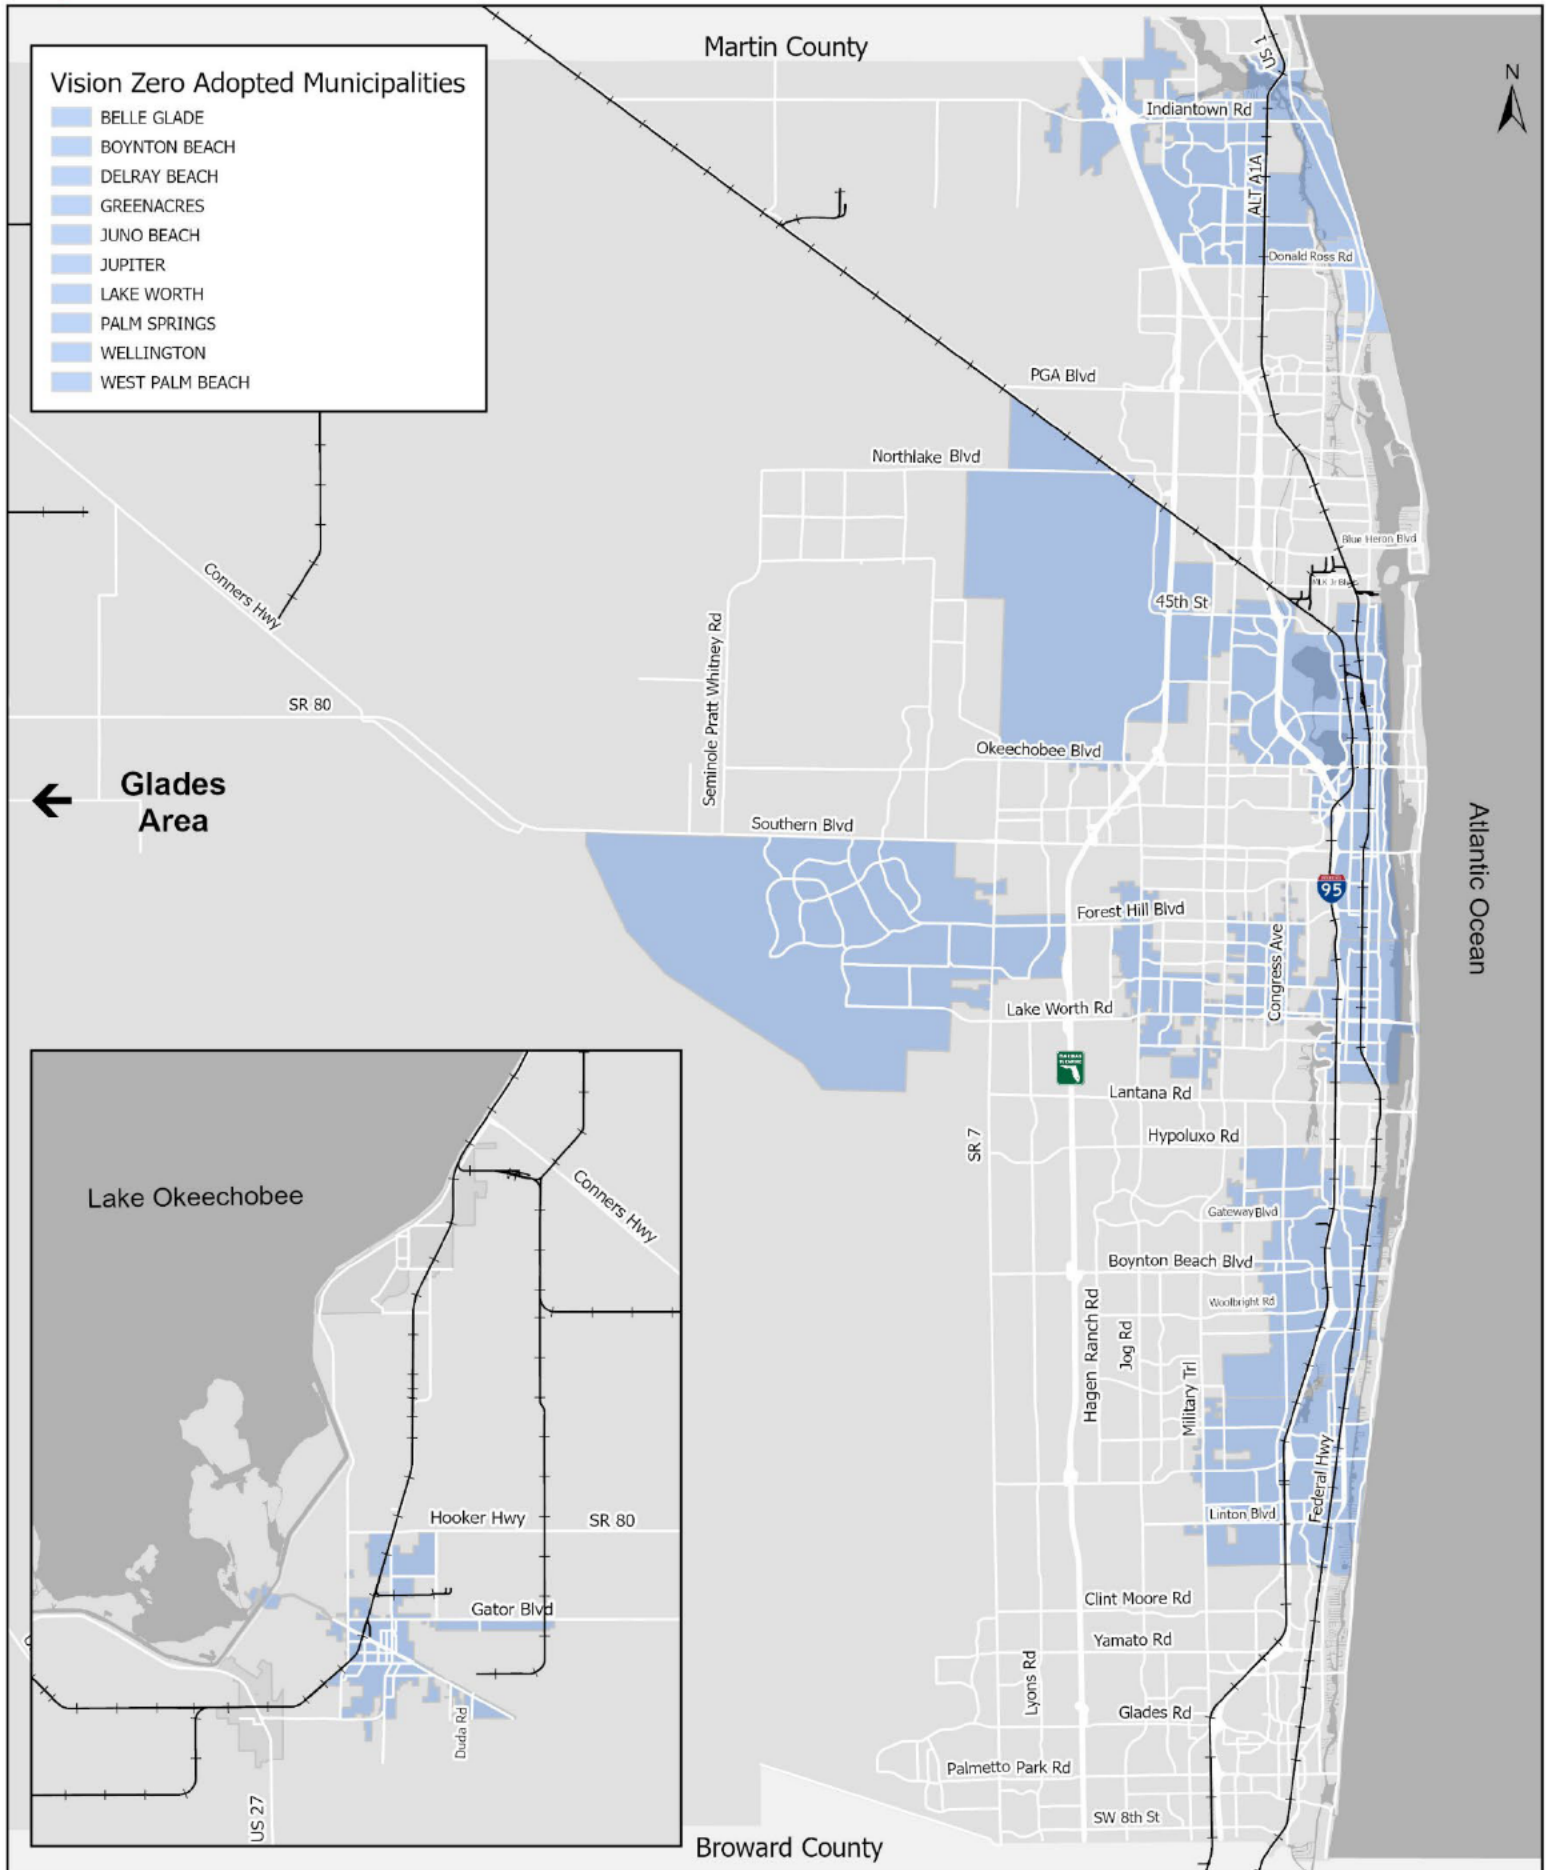 Martin County
US 1
N
Vision Zero Adopted Municipalities
BELLE GLADE
BOYNTON BEACH
DELRAY BEACH
GREENACRES
JUNO BEACH
JUPITER
LAKE WORTH
PALM SPRINGS
WELLINGTON
WEST PALM BEACH
Indiantown Rd
ALT A1A
Donald Ross Rd
PGA Blvd
Northlake Blvd
Blue Heron Blvd
MLK Jr Blvd
45th St
Conners Hwy
Seminole Pratt Whitney Rd
SR 80
Okeechobee Blvd
Glades
Area
Southern Blvd
Atlantic Ocean
95
Forest Hill Blvd
Congress Ave
Lake Worth Rd
Lantana Rd
SR 7
Hypoluxo Rd
Lake Okeechobee
Conners Hwy
Gateway Blvd
Boynton Beach Blvd
Woolbright Rd
Hagen Ranch Rd
Jog Rd
Military Trl
Federal Hwy
Hooker Hwy
SR 80
Linton Blvd
Gator Blvd
Clint Moore Rd
Yamato Rd
Lyons Rd
Duda Rd
Glades Rd
Palmetto Park Rd
US 27
SW 8th St
Broward County